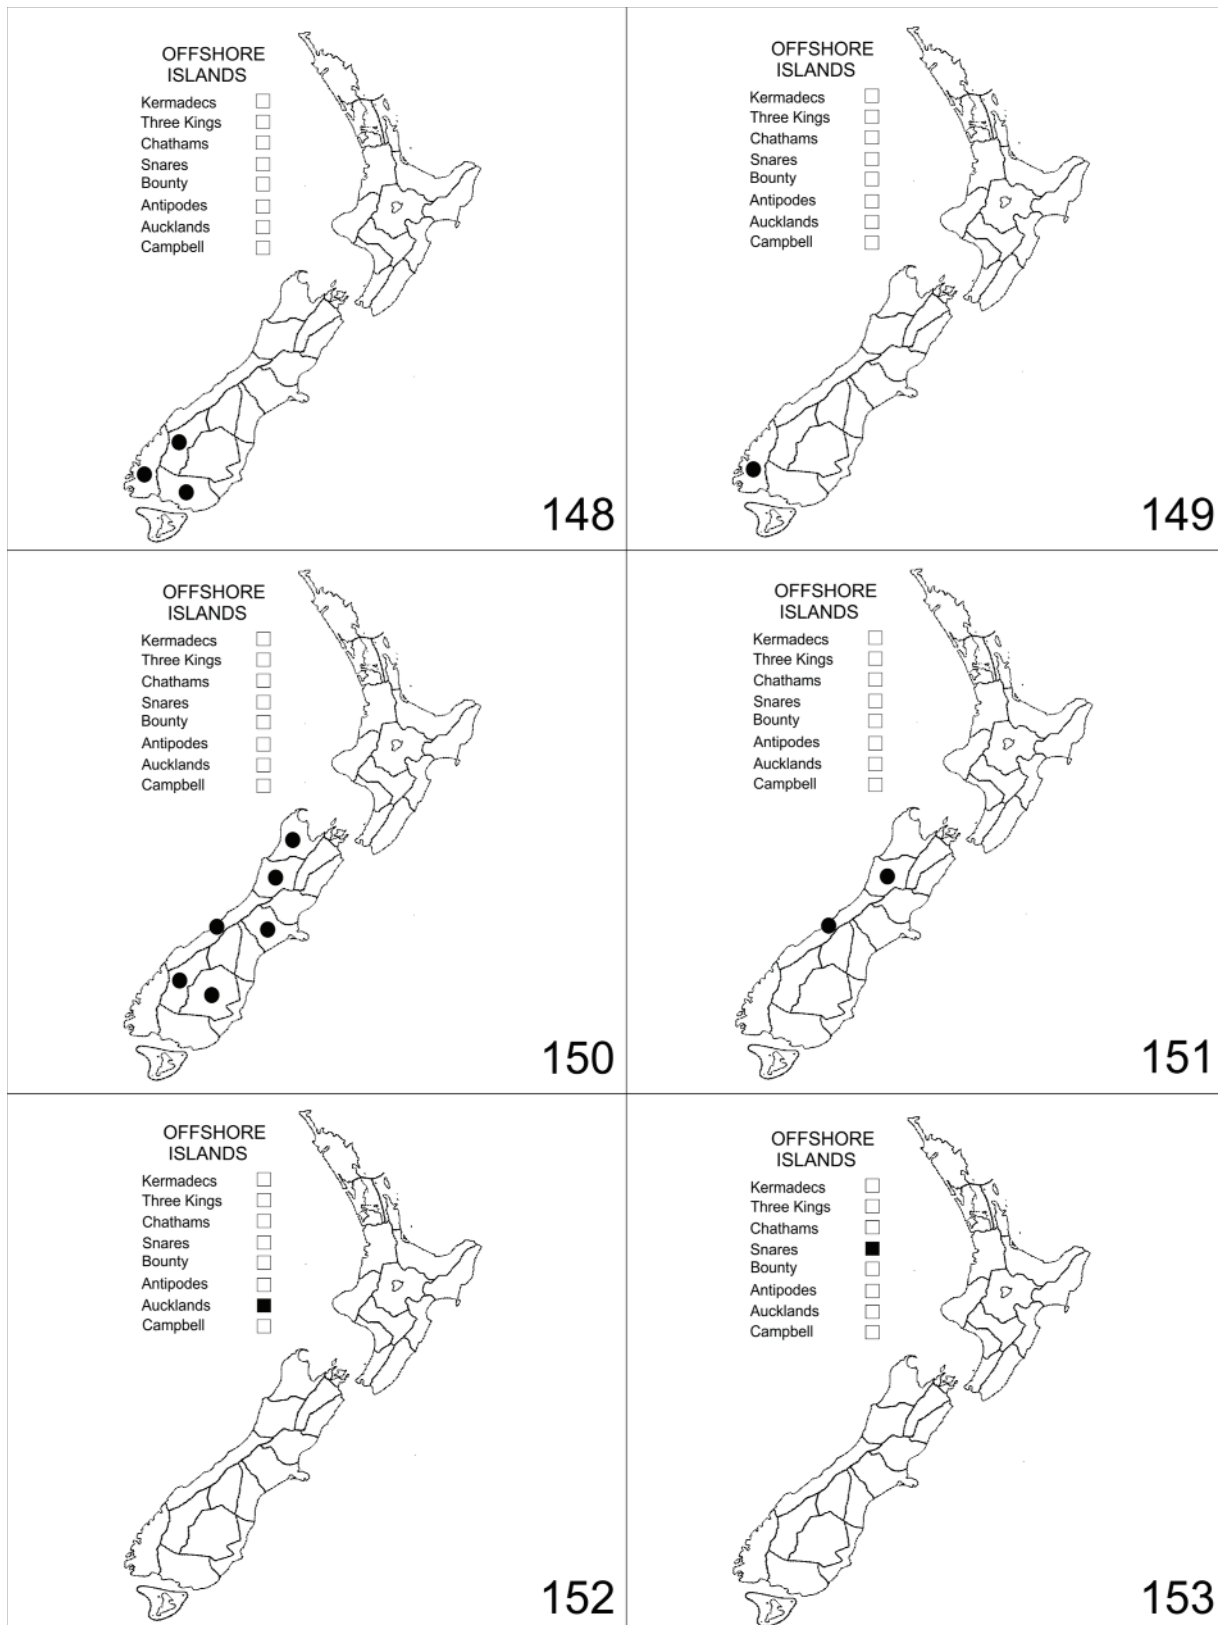 OFFSHORE
ISLANDS
Kermadecs
Three Kings
Chathams
Snares
Bounty
Antipodes
Aucklands
Campbell
148
OFFSHORE
ISLANDS
Kermadecs
Three Kings
Chathams
Snares
Bounty
Antipodes
Aucklands
Campbell
149
OFFSHORE
ISLANDS
Kermadecs
Three Kings
Chathams
Snares
Bounty
Antipodes
Aucklands
Campbell
150
OFFSHORE
ISLANDS
Kermadecs
Three Kings
Chathams
Snares
Bounty
Antipodes
Aucklands
Campbell
151
OFFSHORE
ISLANDS
Kermadecs
Three Kings
Chathams
Snares
Bounty
Antipodes
Aucklands
Campbell
152
OFFSHORE
ISLANDS
Kermadecs
Three Kings
Chathams
Snares
Bounty
Antipodes
Aucklands
Campbell
153